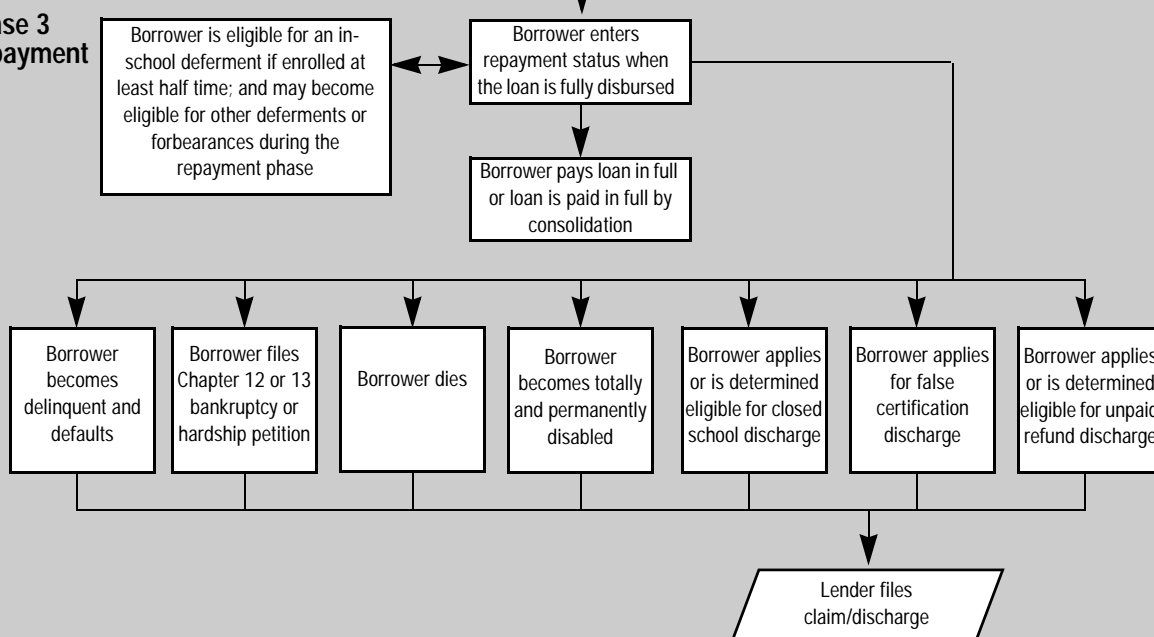 ase 3
payment
Borrower is eligible for an in-
school deferment if enrolled at
least half time; and may become
eligible for other deferments or
forbearances during the
repayment phase
Borrower enters
repayment status when
the loan is fully disbursed
Borrower pays loan in full
or loan is paid in full by
consolidation
Borrower
becomes
delinquent and
defaults
Borrower files
Chapter 12 or 13
bankruptcy or
hardship petition
Borrower dies
Borrower
becomes totally
and permanently
disabled
Borrower applies
or is determined
eligible for closed
school discharge
Borrower applies
for false
certification
discharge
Borrower applies
or is determined
eligible for unpaid
refund discharge
Lender files
claim/discharge